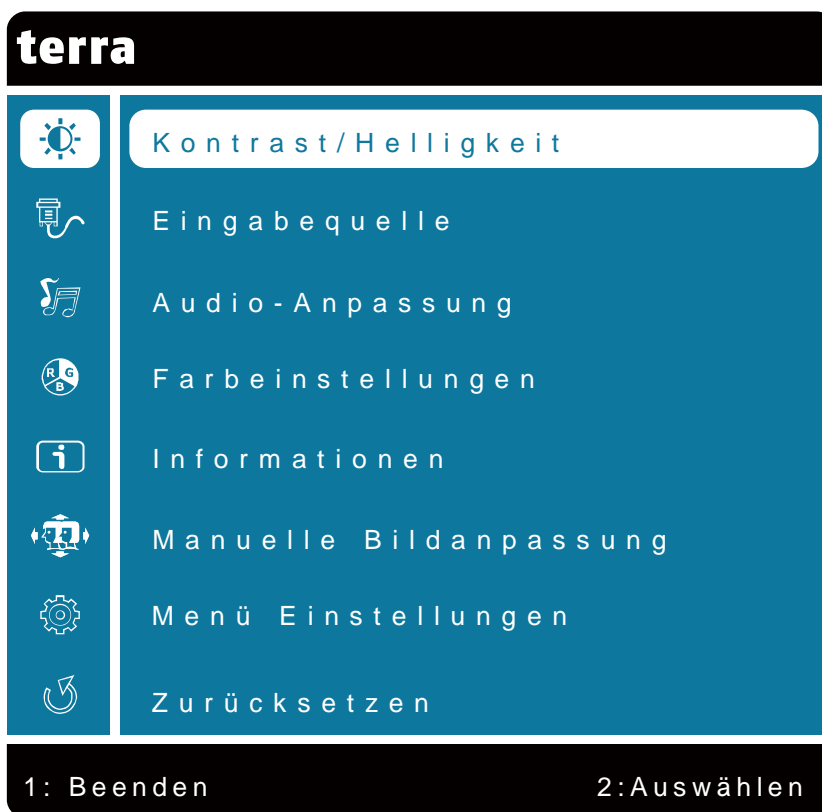 terra
Kontrast/Helligkeit
Eingabequelle
Audio-Anpassung
R G
B
Farbeinstellungen
i
Informationen
Manuelle Bildanpassung
Menü Einstellungen
Zurücksetzen
1: Beenden 2:Auswählen